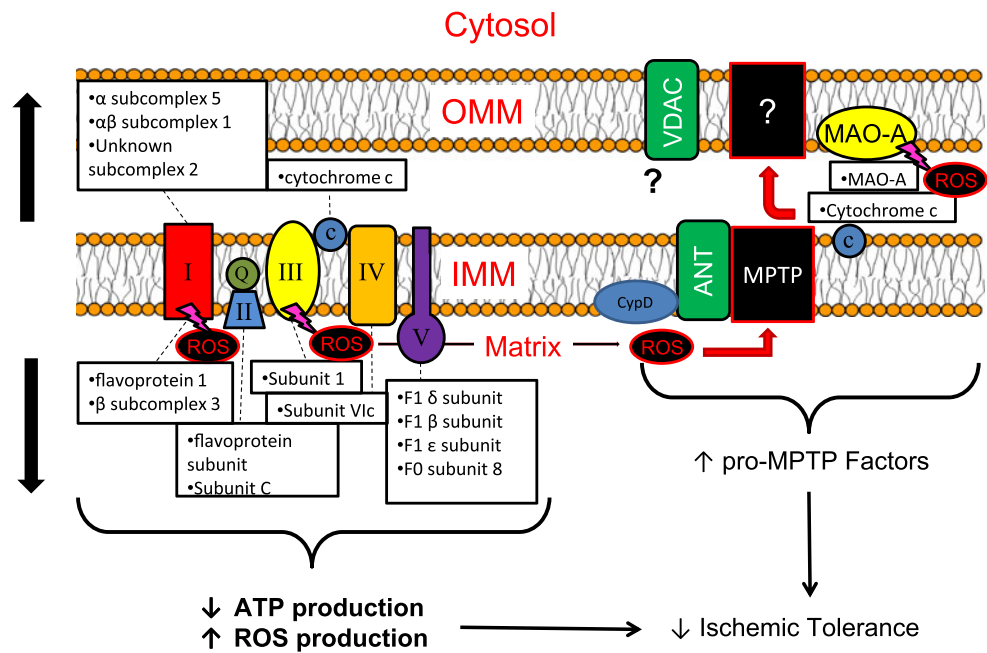 Cytosol
•α subcomplex 5
•αβ subcomplex 1
•Unknown
subcomplex 2
OMM
VDAC
?
?
MAO-A
•cytochrome c
•MAO-A
ROS
•Cytochrome c
I
Q
II
III
c
IV
V
IMM
CypD
ANT
MPTP
c
ROS
ROS
Matrix
ROS
•flavoprotein 1
•β subcomplex 3
•Subunit 1
•Subunit VIc
•flavoprotein
subunit
•Subunit C
•F1 δ subunit
•F1 β subunit
•F1 ε subunit
•F0 subunit 8
↑ pro-MPTP Factors
↓ ATP production
↑ ROS production
↓ Ischemic Tolerance